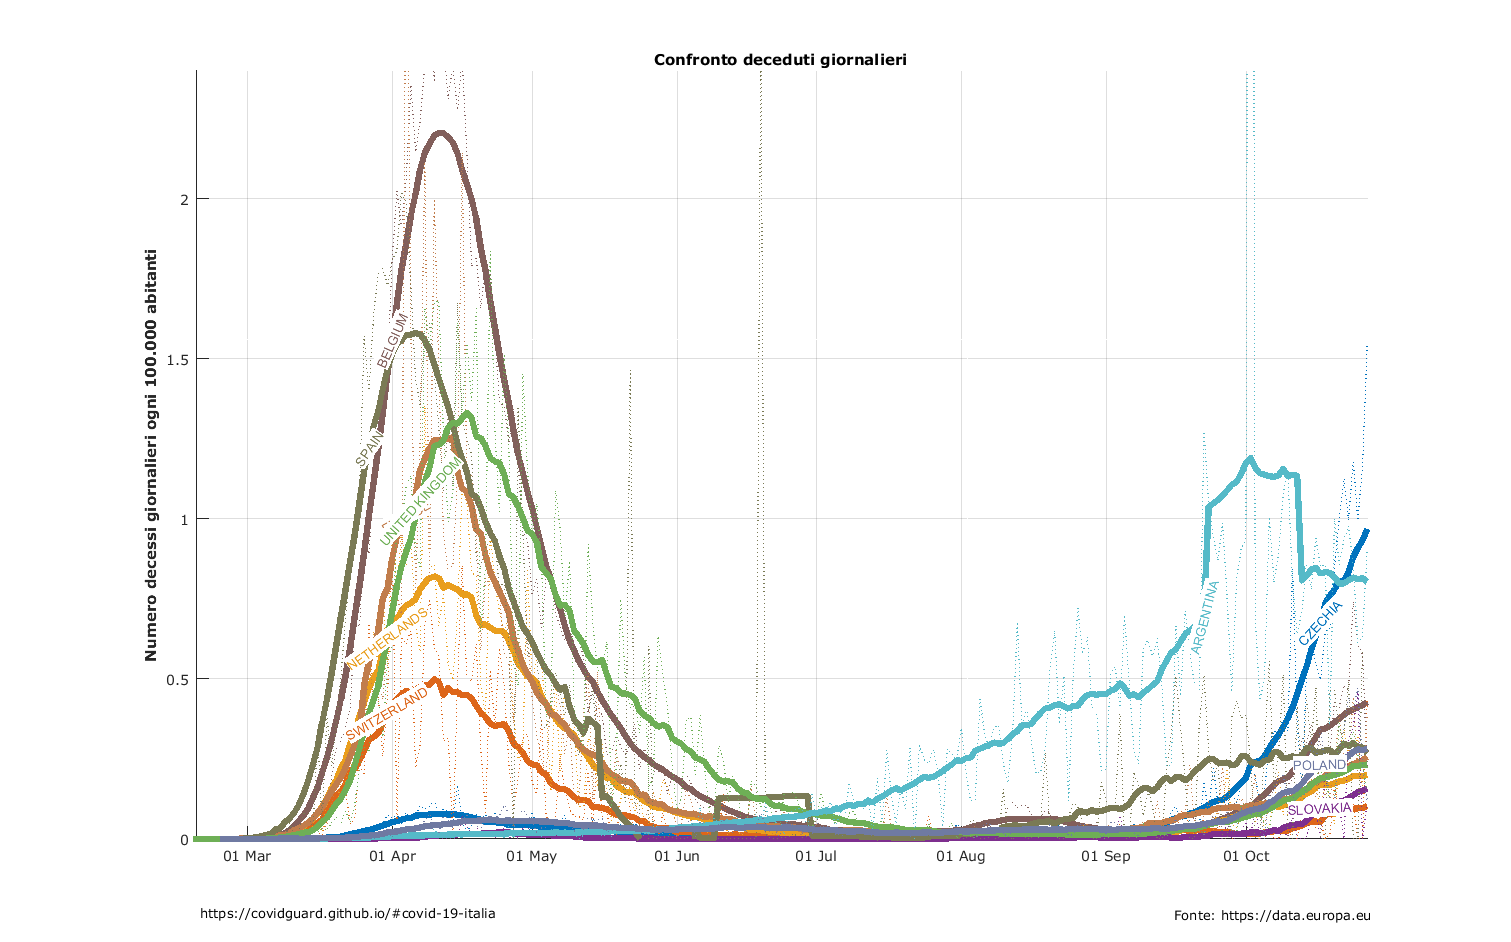 Confronto deceduti giornalieri
Numero decessi giornalieri ogni 100.000 abitanti
2
1.5
1
0.5
0
BELGIUM
SPAIN
UNITED KINGDOM
NETHERLANDS
SWITZERLAND
ARGENTINA
CZECHIA
POLAND
SLOVAKIA
01 Mar
01 Apr
01 May
01 Jun
01 Jul
01 Aug
01 Sep
01 Oct
https://covidguard.github.io/#covid-19-italia
Fonte: https://data.europa.eu